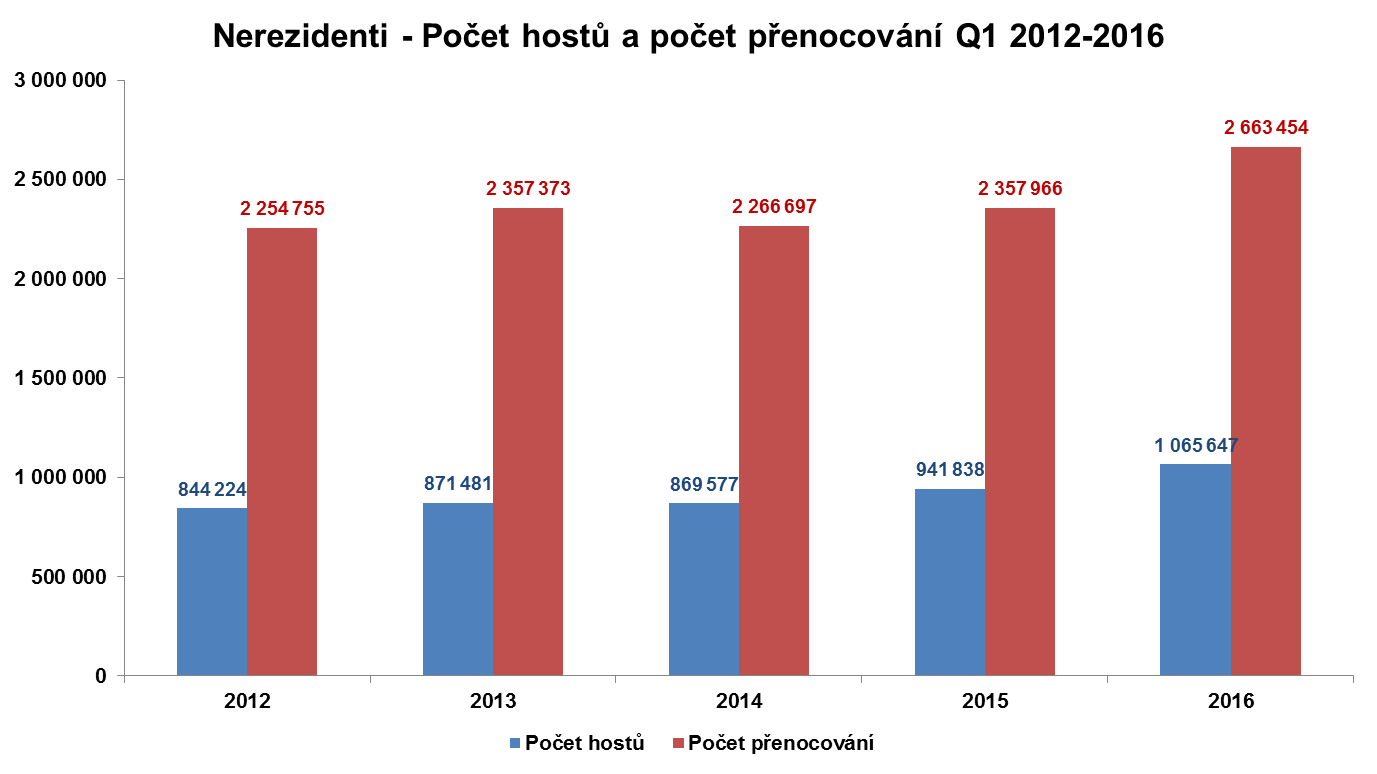 Nerezidenti - Počet hostů a počet přenocování Q1 2012-2016
3 000 000
2 500 000
2 000 000
1 500 000
1 000 000
500 000
0
2 254 755
2 357 373
2 266 697
2 357 966
2 663 454
844 224
871 481
869 577
941 838
1 065 647
2012
2013
2014
2015
2016
Počet hostů
Počet přenocování